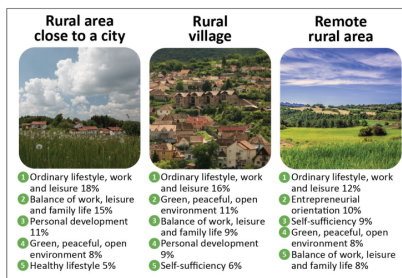 Rural area
close to a city
1 Ordinary lifestyle, work
and leisure 18%
2 Balance of work, leisure
and family life 15%
3 Personal development
11%
4 Green, peaceful, open
environment 8%
5 Healthy lifestyle 5%
Rural
village
1 Ordinary lifestyle, work
and leisure 16%
2 Green, peaceful, open
environment 11%
3 Balance of work, leisure
and family life 9%
4 Personal development
9%
5 Self-sufficiency 6%
Remote
rural area
1 Ordinary lifestyle, work
and leisure 12%
2 Entrepreneurial
orientation 10%
3 Self-sufficiency 9%
4 Green, peaceful, open
environment 8%
5 Balance of work, leisure
and family life 8%